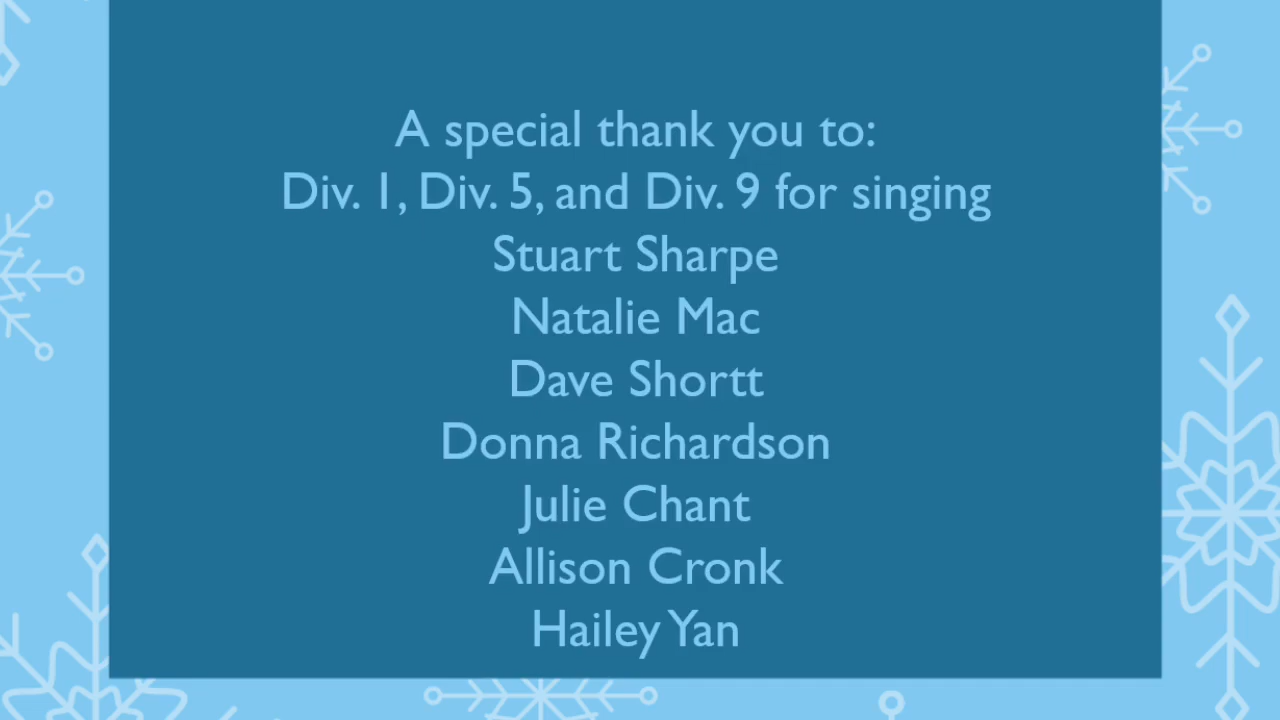 A special thank you to:
Div. 1, Div. 5, and Div. 9 for singing
Stuart Sharpe
Natalie Mac
Dave Shortt
Donna Richardson
Julie Chant
Allison Cronk
Hailey Yan